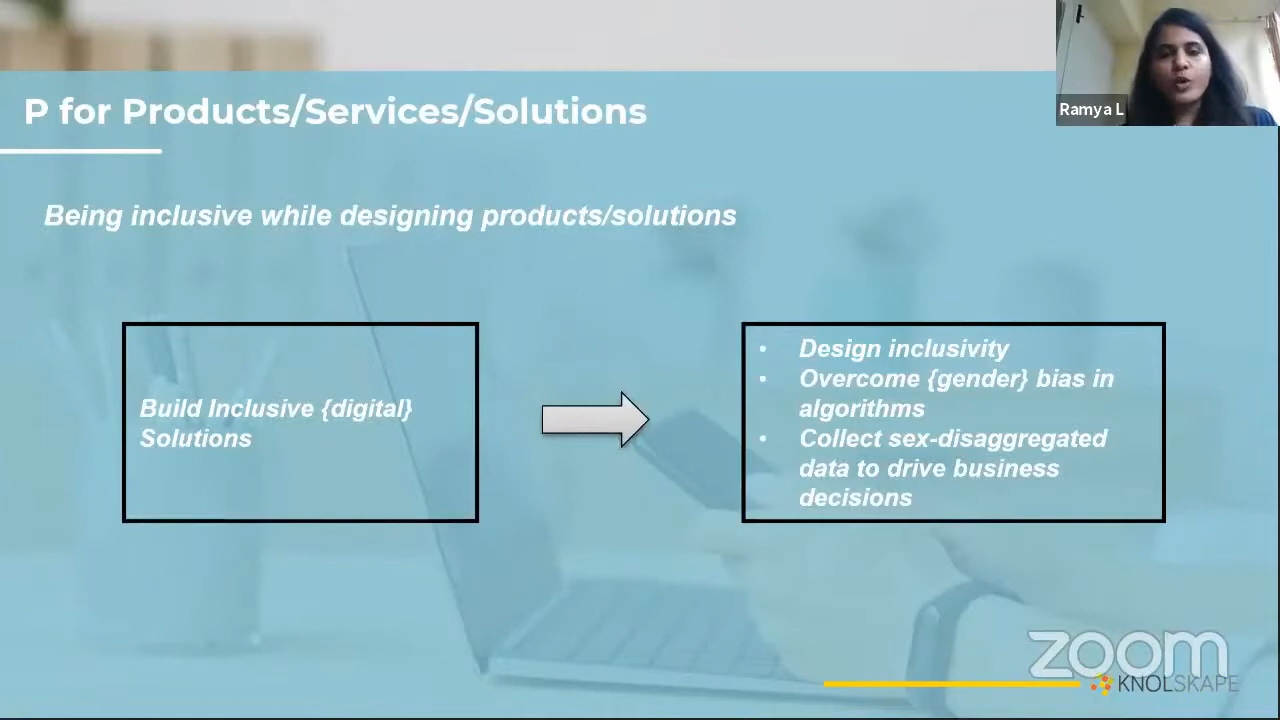 P for Products/Services/Solutions
Ramya L
Being inclusive while designing products/solutions
Build Inclusive {digital}
Solutions
• Design inclusivity
• Overcome {gender} bias in
algorithms
• Collect sex-disaggregated
data to drive business
decisions
zoom
KNOLSKAPE